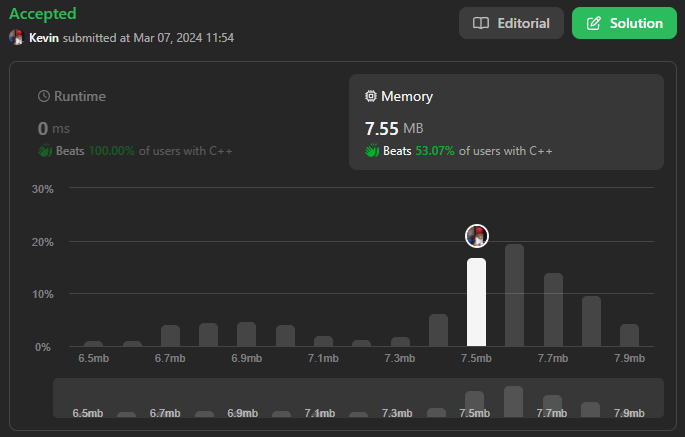 Accepted
Kevin submitted at Mar 07, 2024 11:54
Editorial
Solution
Runtime
0 ms
Beats 100.00% of users with C++
Memory
7.55 MB
Beats 53.07% of users with C++
30%
20%
10%
0%
6.5mb 6.7mb 6.9mb 7.1mb 7.3mb 7.5mb 7.7mb 7.9mb
6.5mb 6.7mb 6.9mb 7.1mb 7.3mb 7.5mb 7.7mb 7.9mb